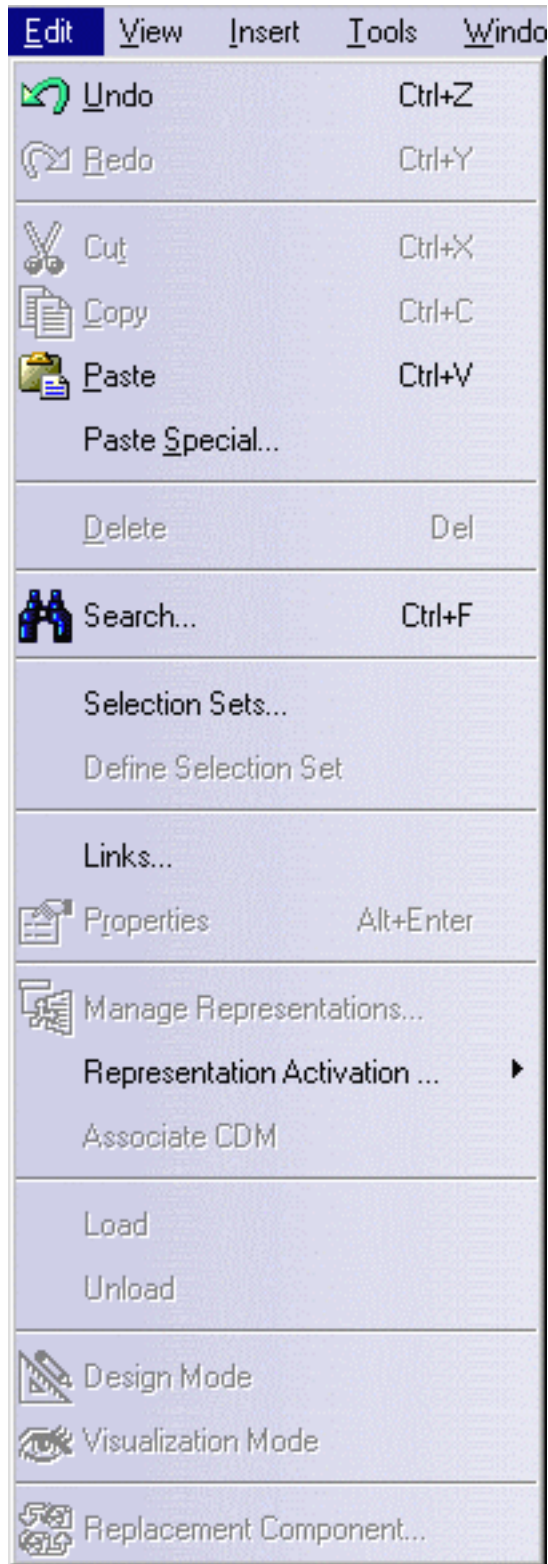 Edit View Insert Tools Windo
Undo Ctrl+Z
Redo Ctrl+Y
Cut Ctrl+X
Copy Ctrl+C
Paste Ctrl+V
Paste Special...
Delete Del
Search... Ctrl+F
Selection Sets...
Define Selection Set
Links...
Properties Alt+Enter
Manage Representations...
Representation Activation ...
Associate CDM
Load
Unload
Design Mode
Visualization Mode
Replacement Component...